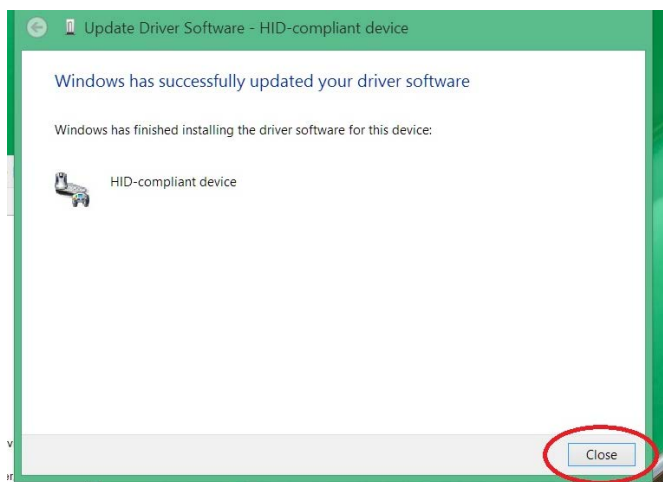 Update Driver Software - HID-compliant device
Windows has successfully updated your driver software
Windows has finished installing the driver software for this device:
HID-compliant device
Close